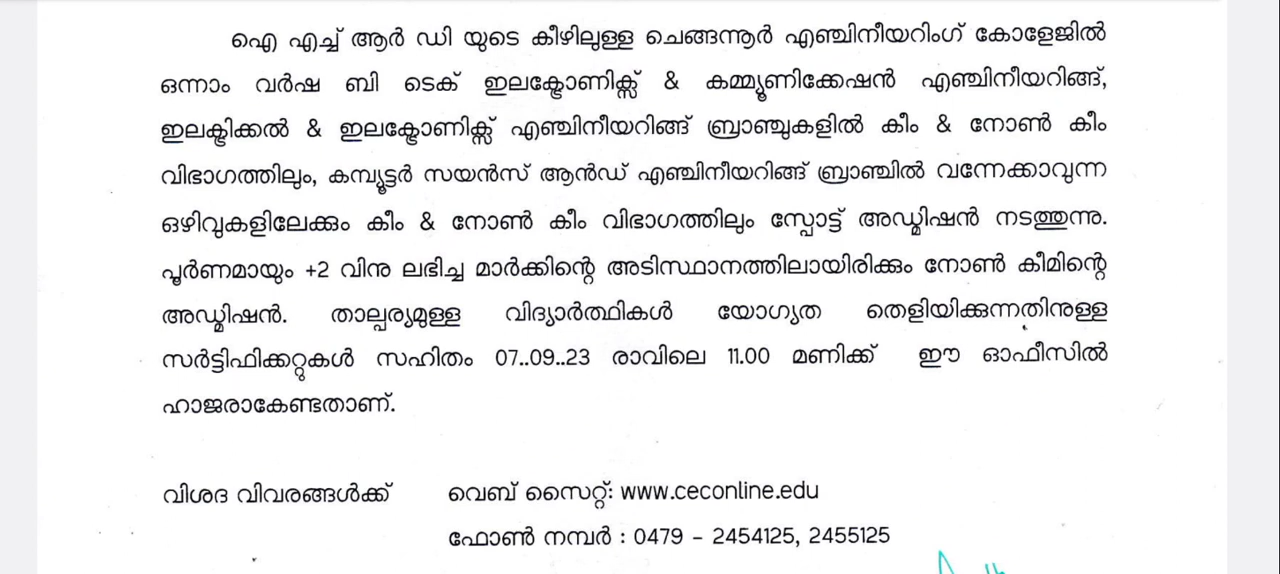 ഐ എച്ച് ആർ ഡി യുടെ കീഴിലുള്ള ചെങ്ങന്നൂർ എഞ്ചിനീയറിംഗ് കോളേജിൽ
ഒന്നാം വർഷ ബി ടെക് ഇലക്ട്രോണിക്സ് & കമ്മ്യൂണിക്കേഷൻ എഞ്ചിനീയറിങ്ങ്,
ഇലക്ട്രിക്കൽ & ഇലക്ട്രോണിക്സ് എഞ്ചിനീയറിങ്ങ് ബ്രാഞ്ചുകളിൽ കീം & നോൺ കീം
വിഭാഗത്തിലും, കമ്പ്യൂട്ടർ സയൻസ് ആൻഡ് എഞ്ചിനീയറിങ്ങ് ബ്രാഞ്ചിൽ വന്നേക്കാവുന്ന
ഒഴിവുകളിലേക്കും കീം & നോൺ കീം വിഭാഗത്തിലും സ്പോട്ട് അഡ്മിഷൻ നടത്തുന്നു.
പൂർണമായും +2 വിനു ലഭിച്ച മാർക്കിന്റെ അടിസ്ഥാനത്തിലായിരിക്കും നോൺ കീമിന്റെ
അഡ്മിഷൻ. താല്പര്യമുള്ള വിദ്യാർത്ഥികൾ യോഗ്യത തെളിയിക്കുന്നതിനുള്ള
സർട്ടിഫിക്കറ്റുകൾ സഹിതം 07..09..23 രാവിലെ 11.00 മണിക്ക് ഈ ഓഫീസിൽ
ഹാജരാകേണ്ടതാണ്.
വിശദ വിവരങ്ങൾക്ക് വെബ് സൈറ്റ്: www.ceconline.edu
ഫോൺ നമ്പർ : 0479 - 2454125, 2455125